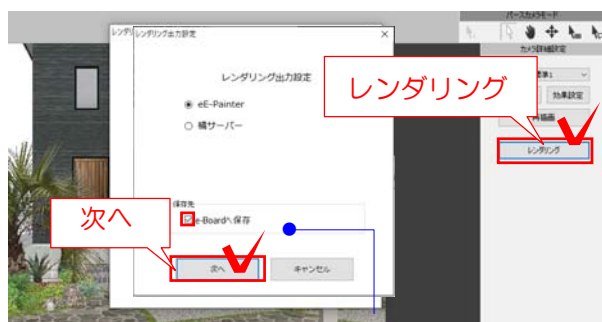 パースカメラモード
レンダリング出力設定
カメラ詳細設定
レンダリング出力設定
レンダリング
eE-Painter
効果設定
橘サーバー
再描画
レンダリング
保存先
e-Boardへ保存
次へ
次へ
キャンセル